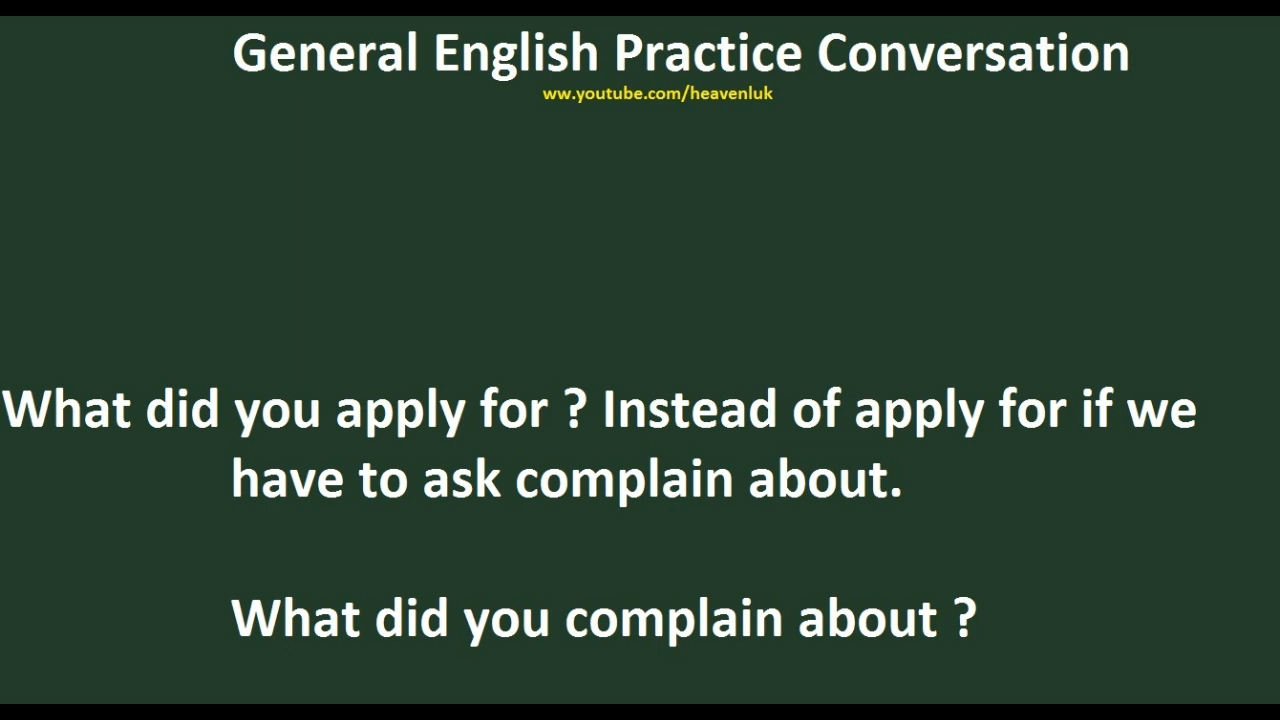 General English Practice Conversation
ww.youtube.com/heavenluk
What did you apply for ? Instead of apply for if we
have to ask complain about.
What did you complain about ?